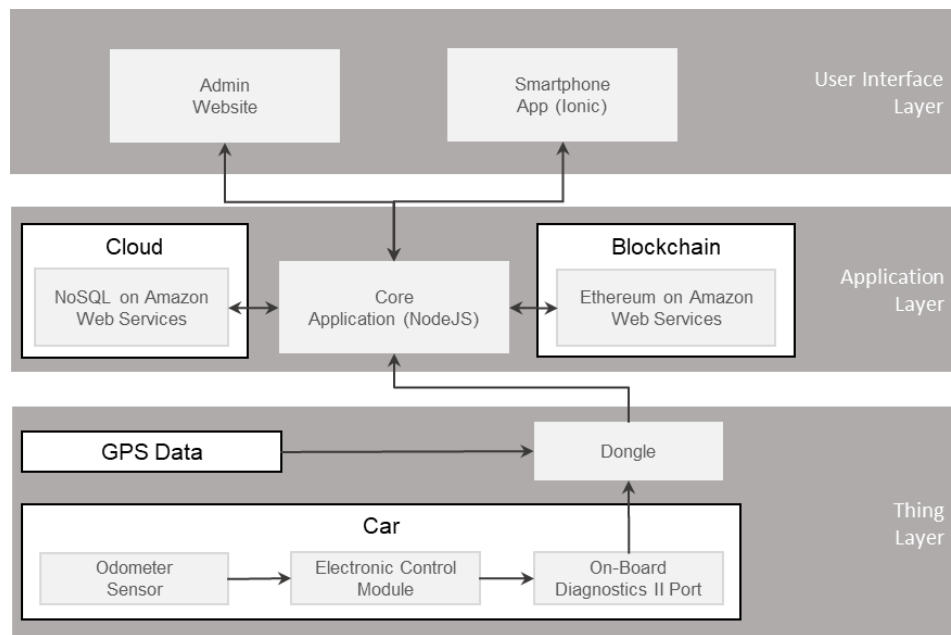 Admin
Website
Smartphone
App (Ionic)
User Interface
Layer
Cloud
NoSQL on Amazon
Web Services
Core
Application (NodeJS)
Blockchain
Ethereum on Amazon
Web Services
Application
Layer
GPS Data
Dongle
Thing
Layer
Car
Odometer
Sensor
Electronic Control
Module
On-Board
Diagnostics II Port